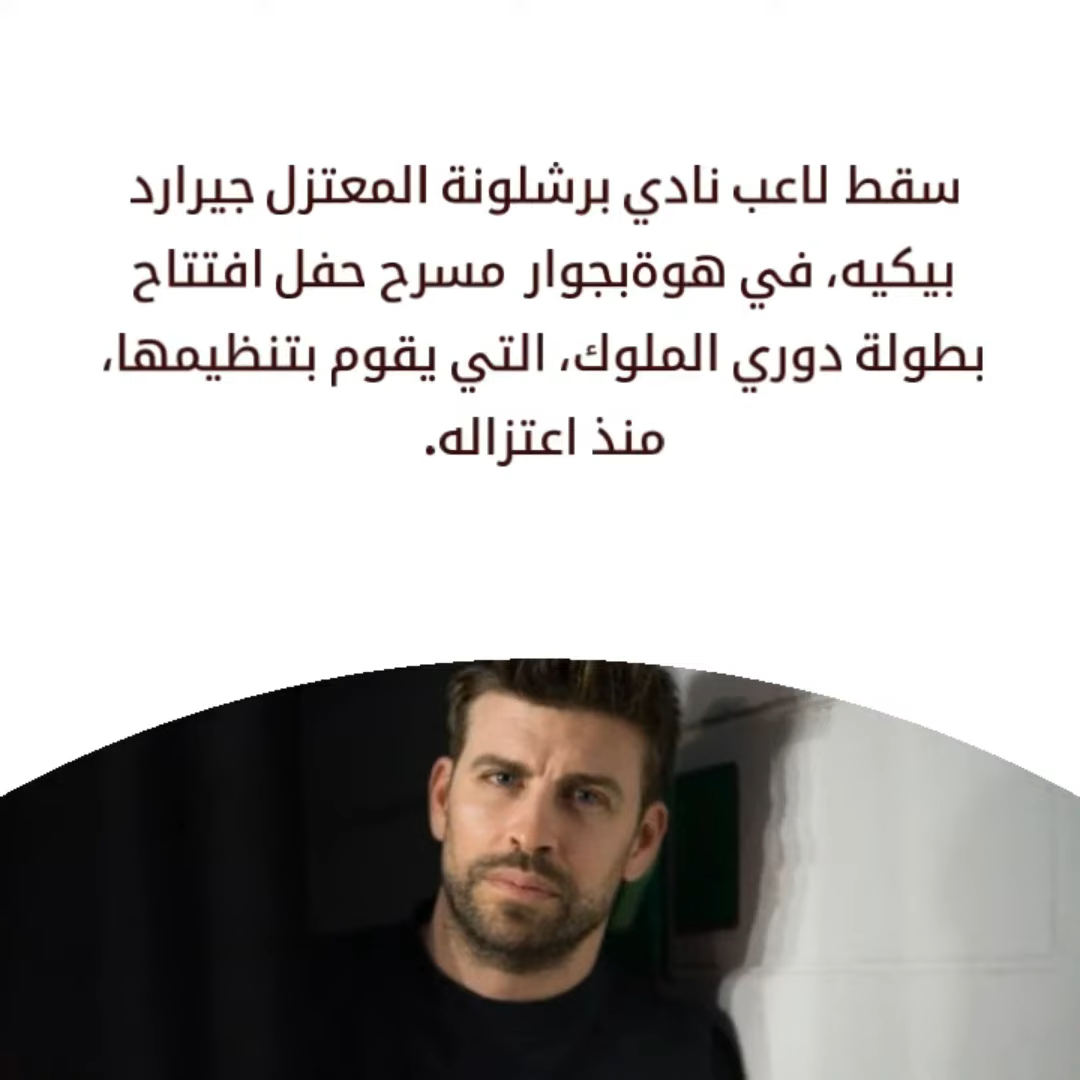 سقط لاعب نادي برشلونة المعتزل جيرارد
بيكيه، في هوةبجوار مسرح حفل افتتاح
بطولة دوري الملوك، التي يقوم بتنظيمها،
منذ اعتزاله.